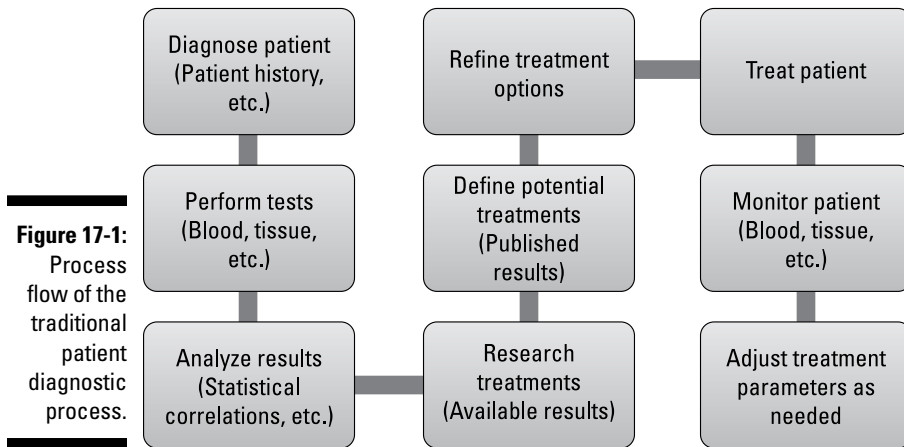 Figure 17-1:
Process
flow of the
traditional
patient
diagnostic
process.
Diagnose patient
(Patient history,
etc.)
Perform tests
(Blood, tissue,
etc.)
Analyze results
(Statistical
correlations, etc.)
Research
treatments
(Available results)
Define potential
treatments
(Published
results)
Refine treatment
options
Treat patient
Monitor patient
(Blood, tissue,
etc.)
Adjust treatment
parameters as
needed